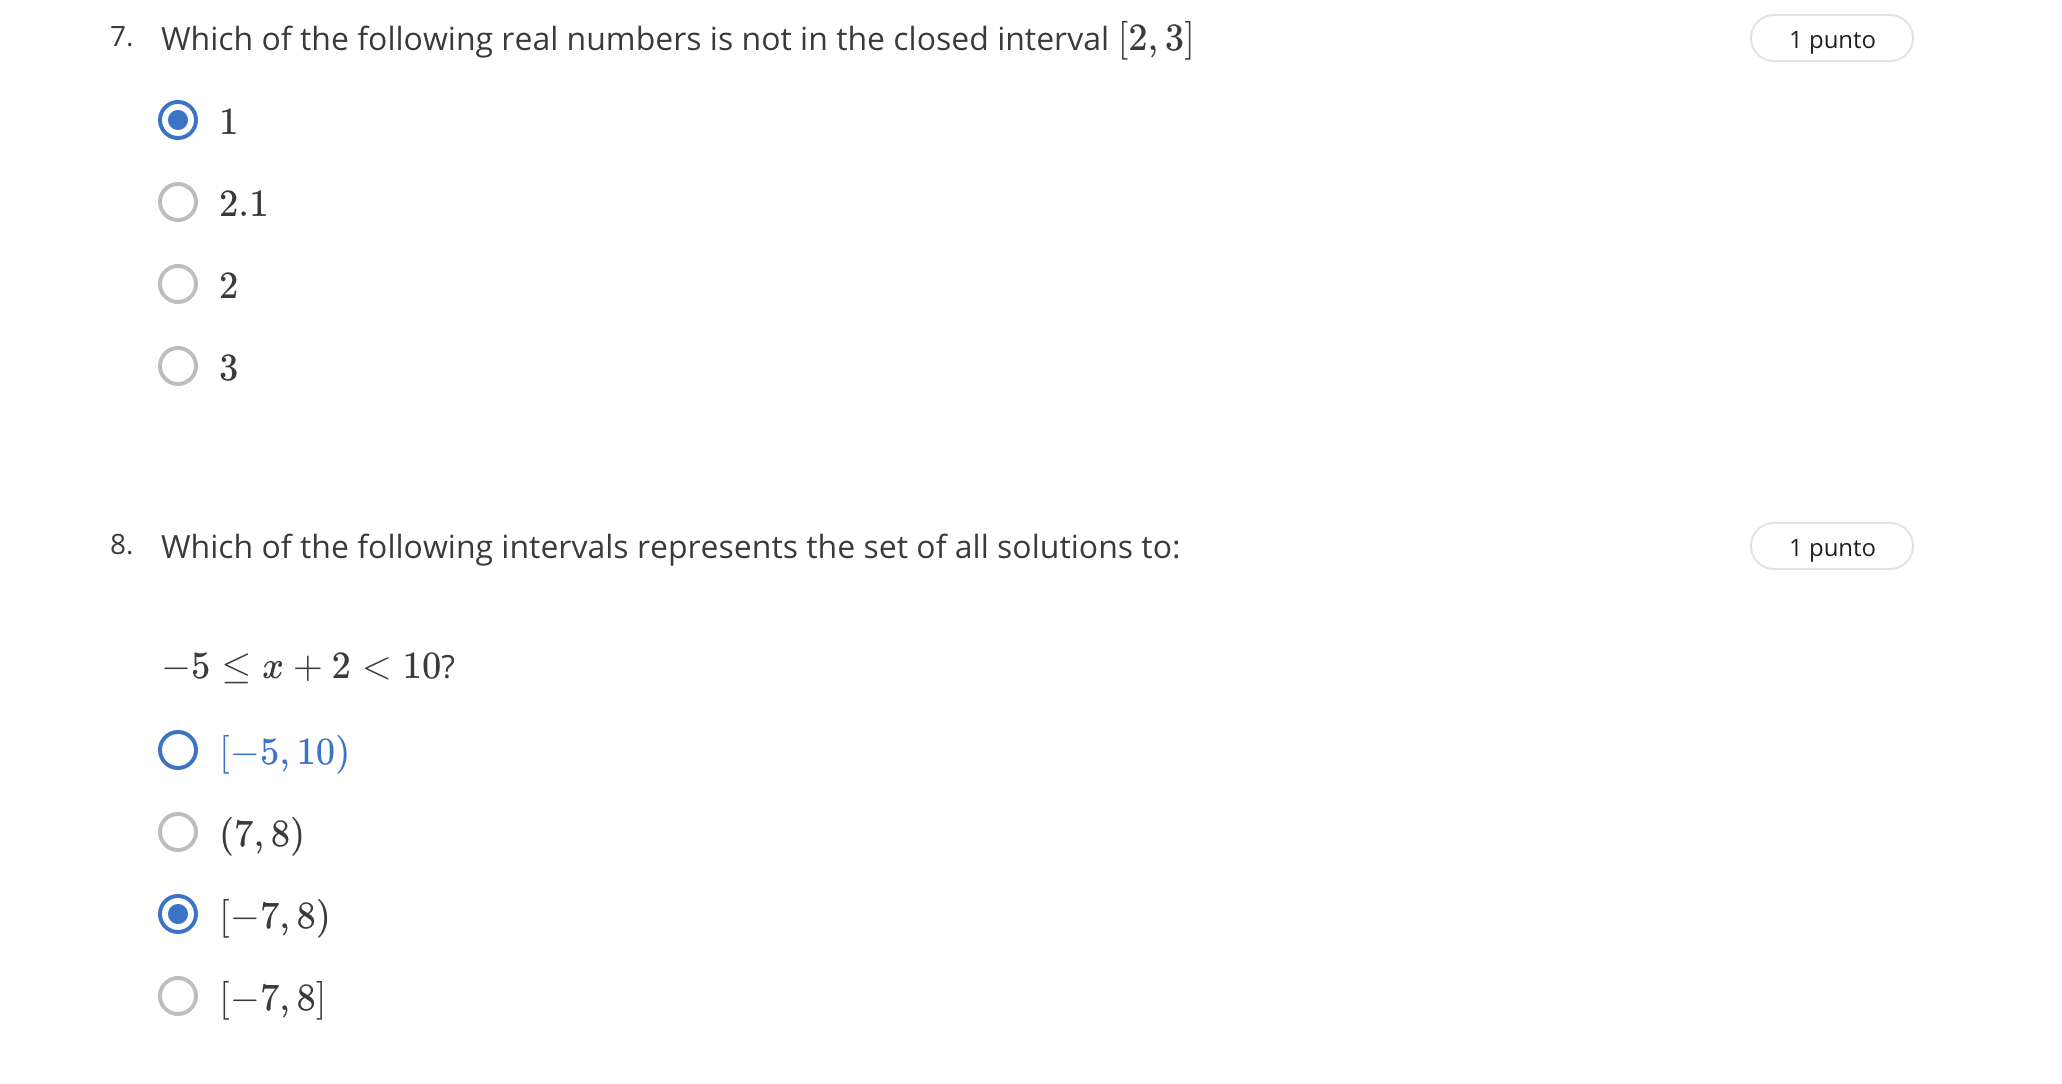 7. Which of the following real numbers is not in the closed interval [2, 3]
1 punto
1
2.1
2
3
8. Which of the following intervals represents the set of all solutions to:
1 punto
−5 ≤ x + 2 < 10?
[−5, 10)
(7, 8)
[−7, 8)
[−7, 8]